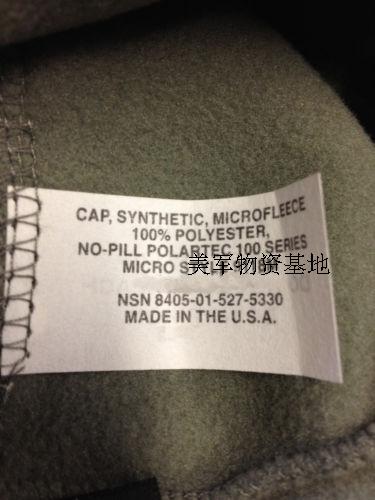 CAP, SYNTHETIC, MICROFLEECE
100% POLYESTER,
NO-PILL POLARTEC 100 SERIES
MICRO
美军物资基地
NSN 8405-01-527-5330
MADE IN THE U.S.A.